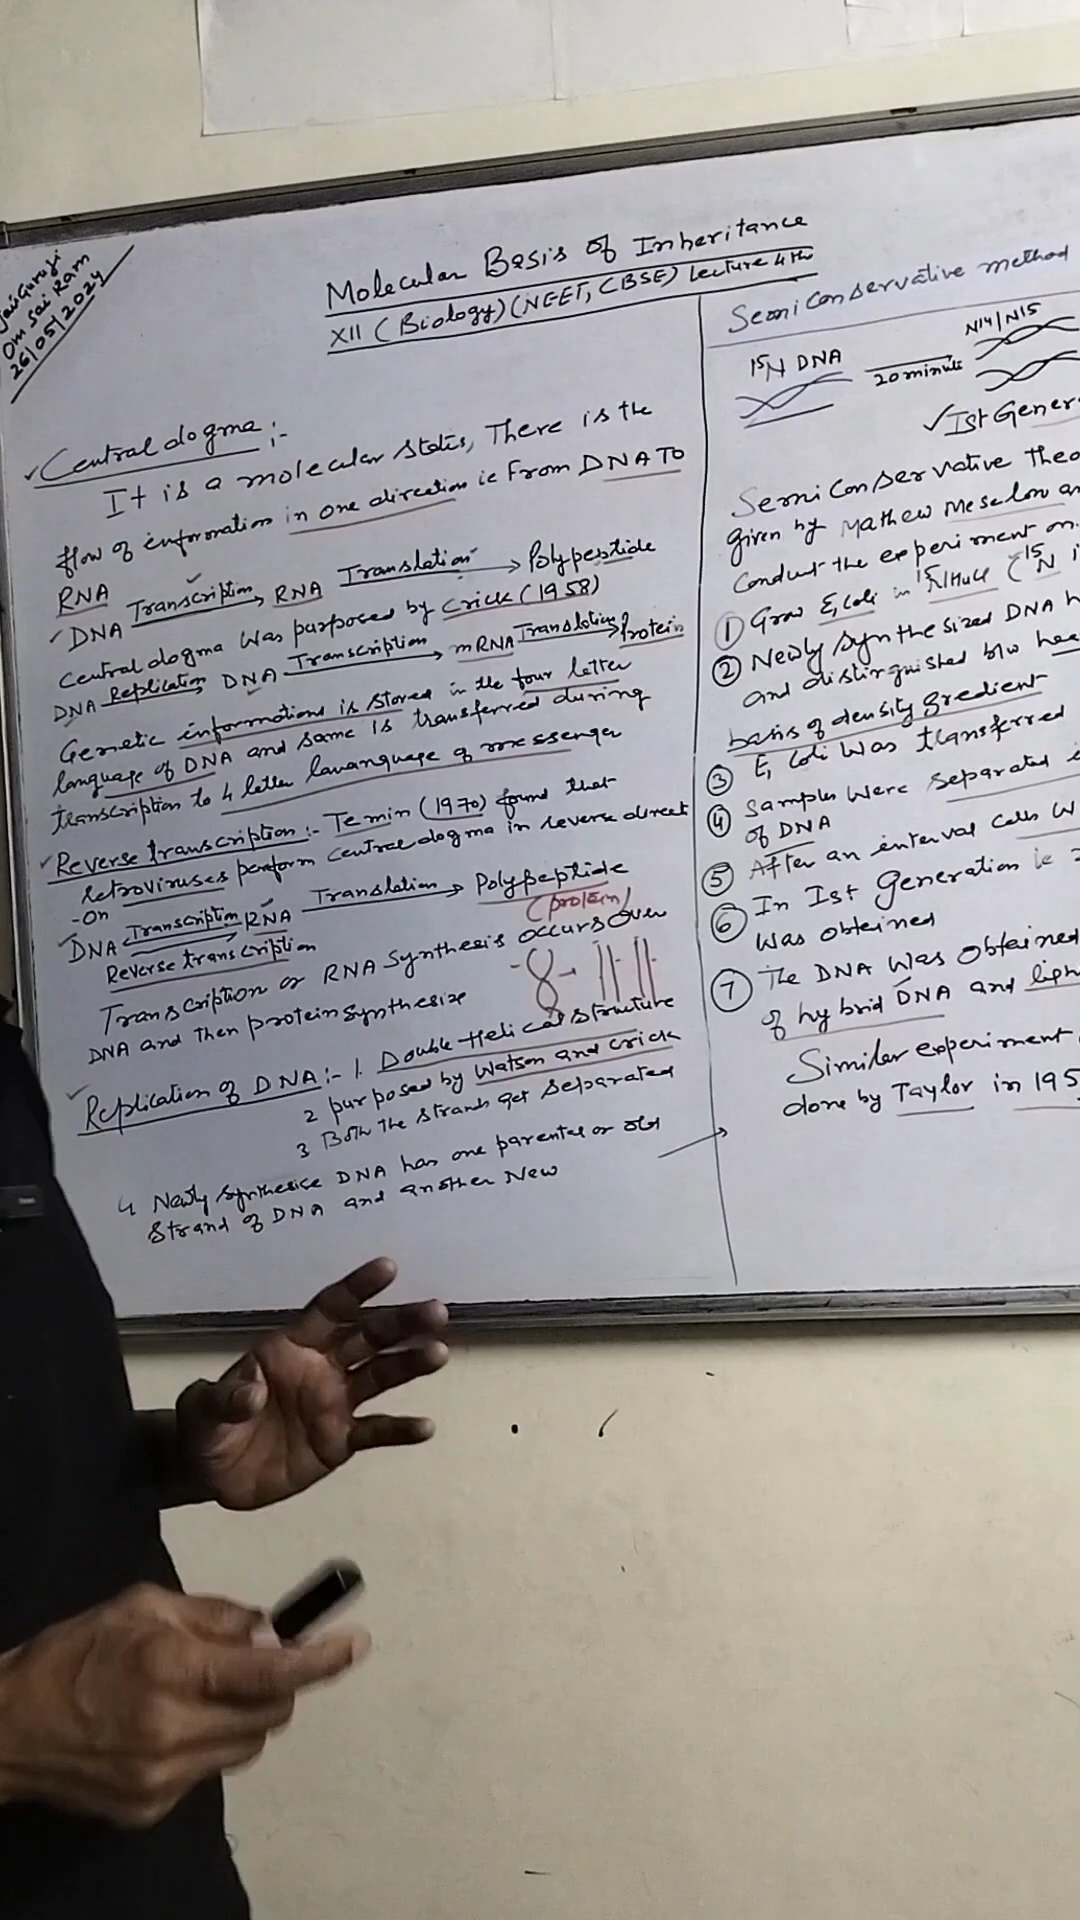 Jai Guruji
Om Sai Ram
26/05/2024
Molecular Basis of Inheritance
XII (Biology) (NEET, CBSE) Lecture 4th
Central dogma :-
It is a molecular states, There is the
flow of information in one direction ie From DNA TO
RNA
DNA Transcription RNA Translation Polypeptide
Central dogma was purposed by Crick (1958)
DNA Replication DNA Transcription mRNA Translation Protein
Genetic informations is stored in the four letter
language of DNA and same is transferred during
transcription to 4 letter lavanguage of messenger
Reverse transcription :- Temin (1970) found that
retroviruses perform central dogma in reverse direct
-on
DNA Transcription RNA Translation Polypeptide
Reverse transcription (protein)
Transcription or RNA Synthesis occurs over
DNA and then protein synthesize
Replication of DNA :- 1. Double Helical structure
2 purposed by Watson and Crick
3 Both the strands get separated
4 Newly synthesise DNA has one parental or old
strand of DNA and another New
Semi Conservative method
15N DNA 20 minute N14/N15
Ist Gener
Semi Conservative Theo
given by Mathew Meselson an
Conduct the experiment on
① Grow E, coli in 15NH4Cl (15N i
② Newly synthesized DNA h
and distinguished b/w hea
basis of density gredient
③ E, Coli was transferred
④ Samples were separated
of DNA
⑤ After an interval cells w
⑥ In Ist Generation ie 2
was obtained
⑦ The DNA was obtained
of hybrid DNA and ligh
Similar experiment
done by Taylor in 195